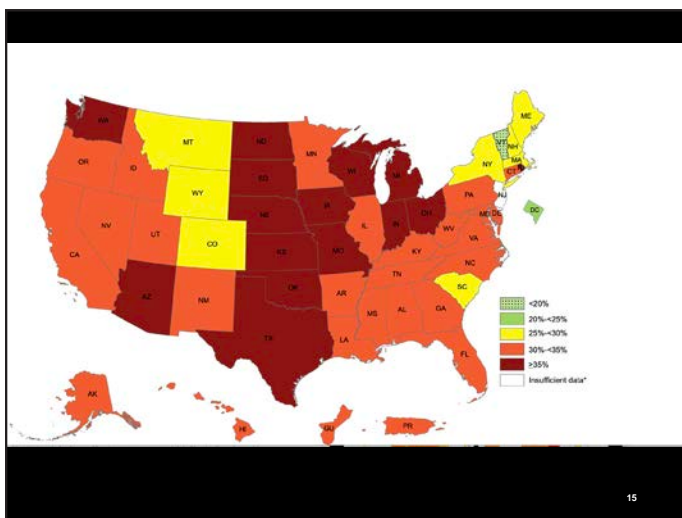 WA
MT
ND
MN
ME
OR
ID
SD
WI
MI
VT
NH
NY
MA
CT
WY
IA
PA
NJ
NE
NV
UT
CO
IL
IN
OH
MD
DE
DC
WV
VA
CA
KS
MO
KY
NC
TN
AZ
NM
OK
AR
SC
MS
AL
GA
TX
LA
FL
AK
HI
GU
PR
<20%
20%-<25%
25%-<30%
30%-<35%
≥35%
Insufficient data*
15